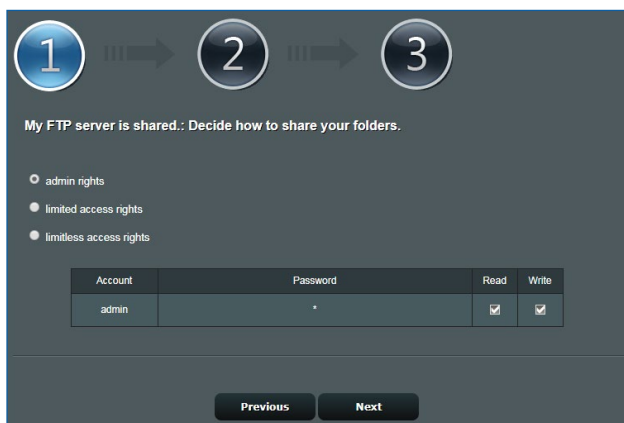 1 2 3
My FTP server is shared.: Decide how to share your folders.
admin rights
limited access rights
limitless access rights
Account Password Read Write
admin *
Previous Next